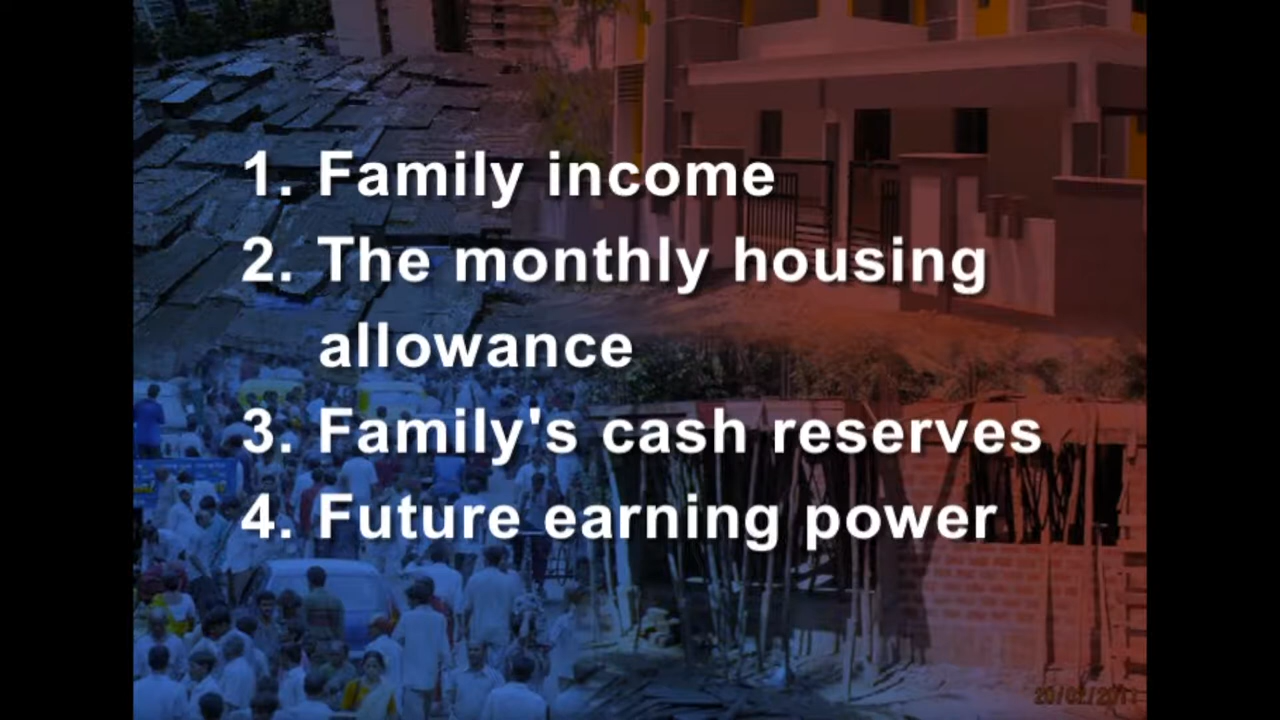 1. Family income
2. The monthly housing
allowance
3. Family's cash reserves
4. Future earning power